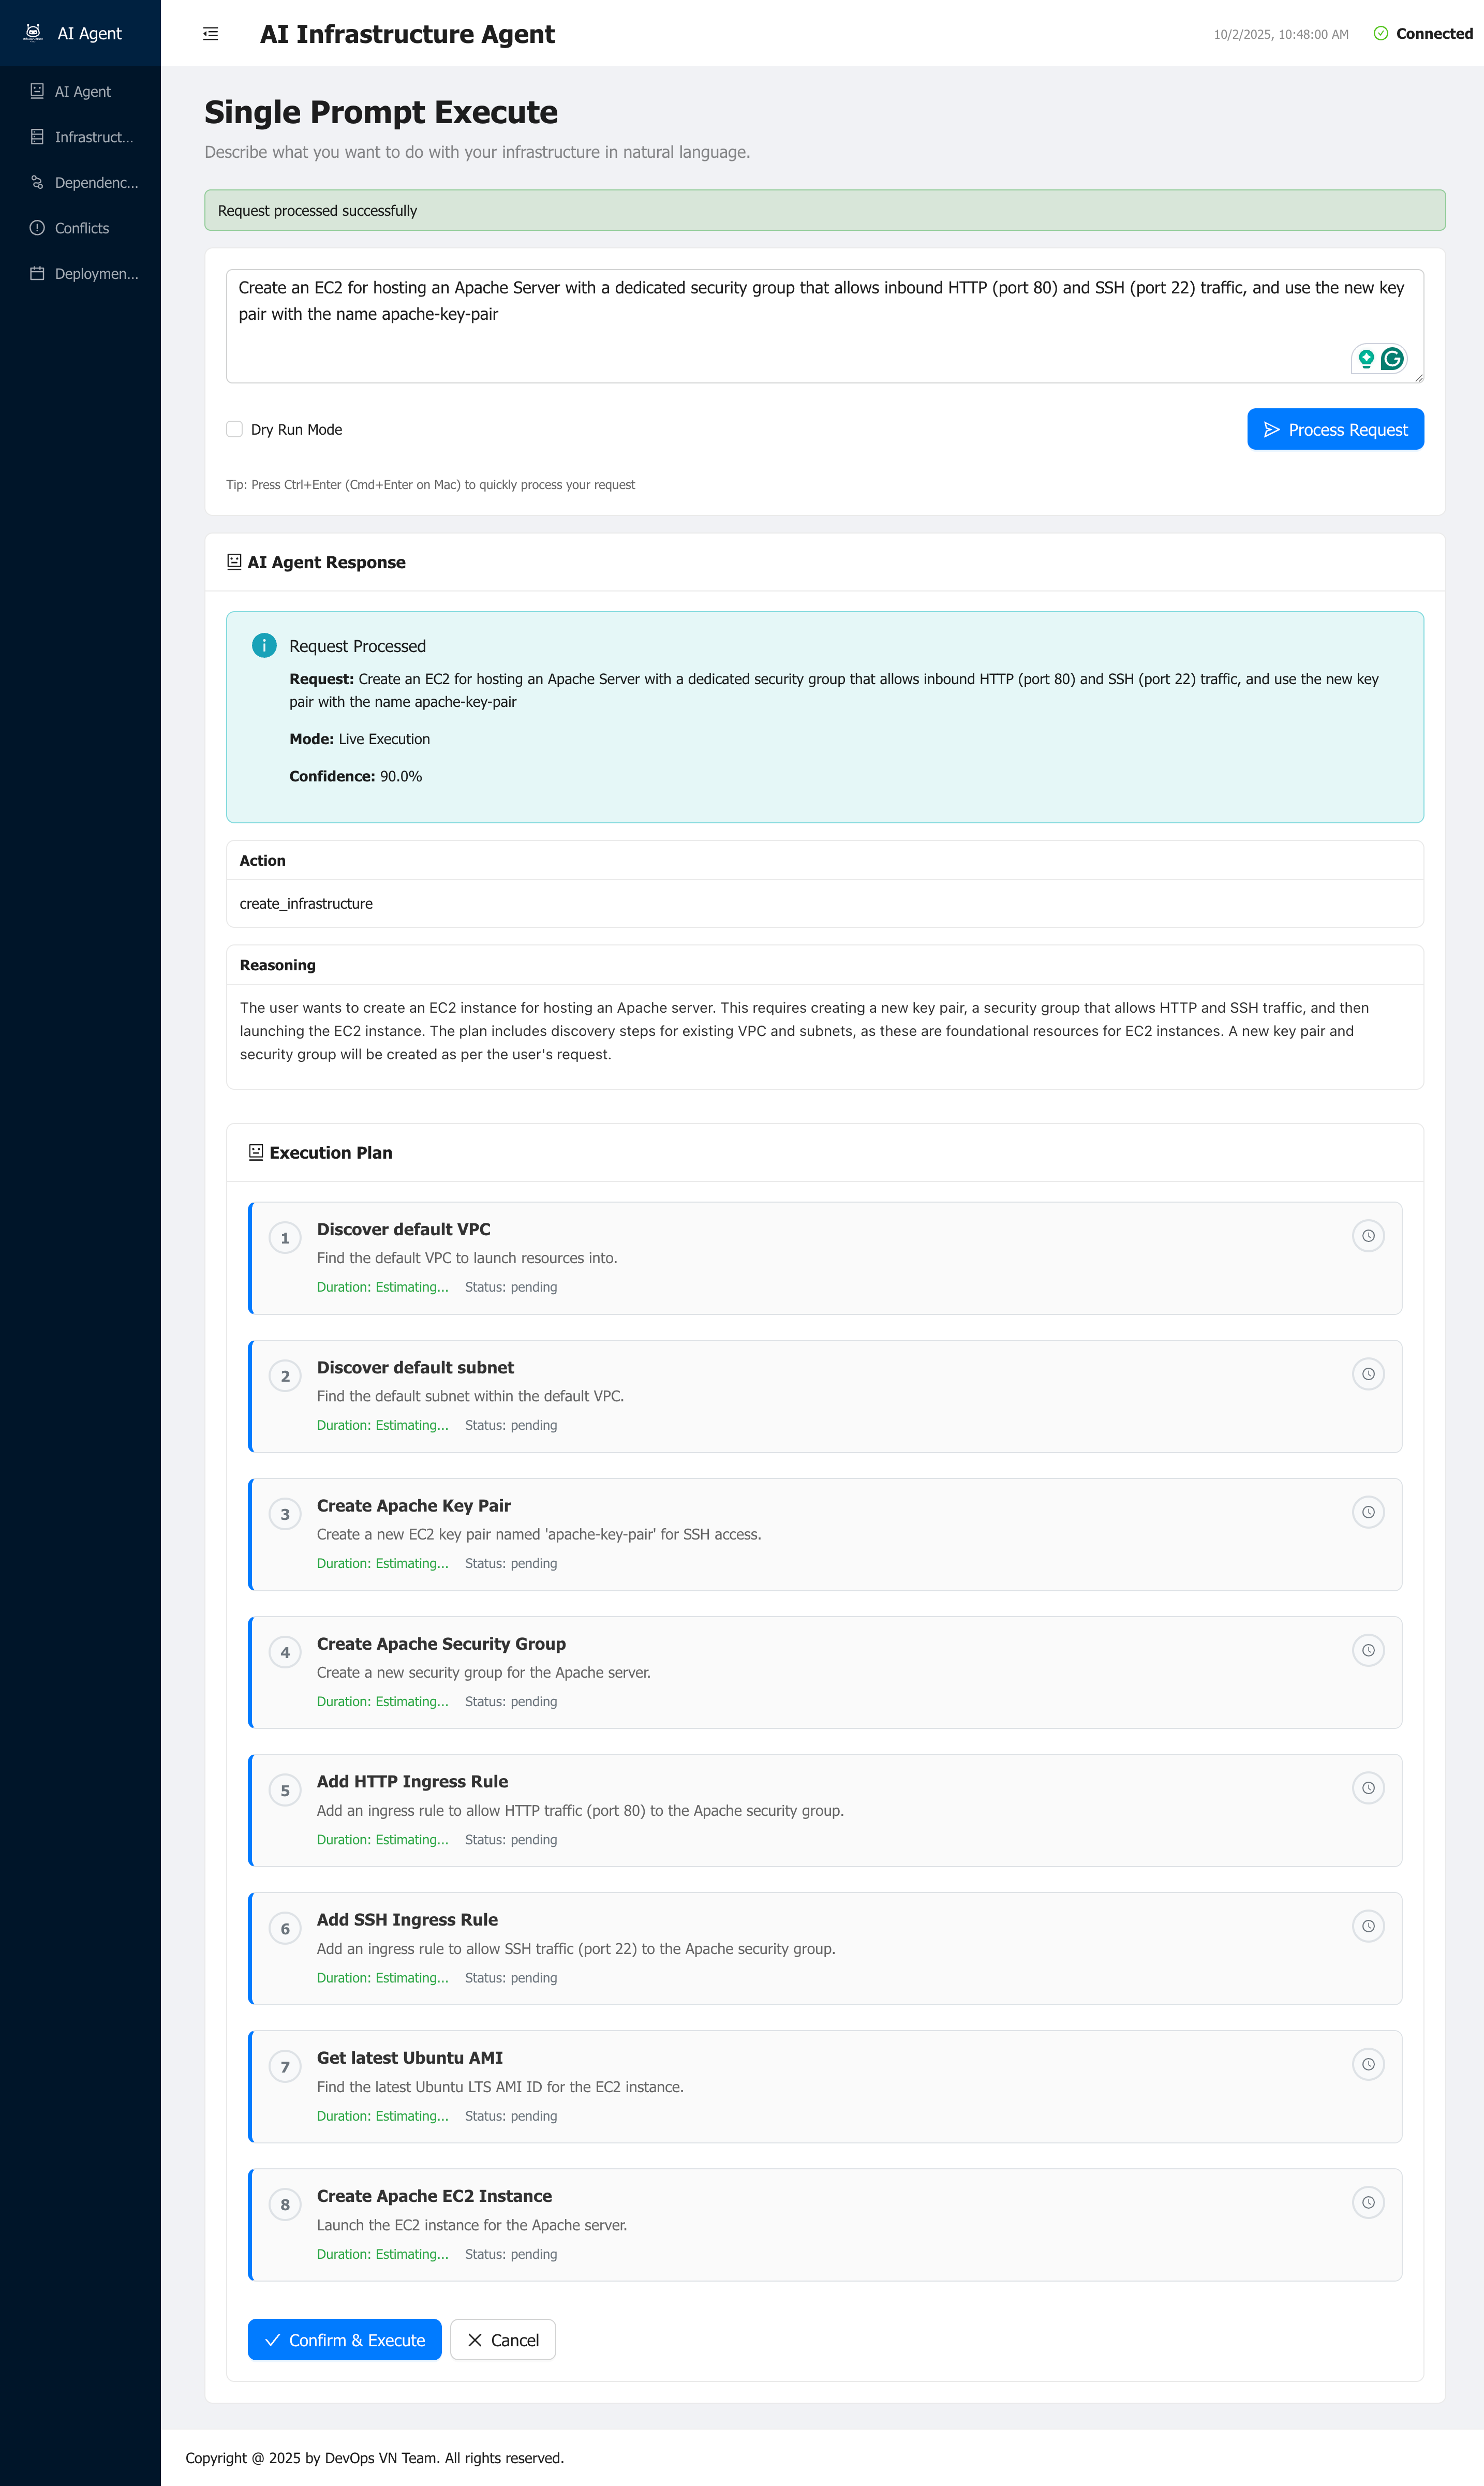 AI Agent
AI Agent
Infrastruct...
Dependenc...
Conflicts
Deploymen...
AI Infrastructure Agent
10/2/2025, 10:48:00 AM
Connected
Single Prompt Execute
Describe what you want to do with your infrastructure in natural language.
Request processed successfully
Create an EC2 for hosting an Apache Server with a dedicated security group that allows inbound HTTP (port 80) and SSH (port 22) traffic, and use the new key
pair with the name apache-key-pair
Dry Run Mode
Process Request
Tip: Press Ctrl+Enter (Cmd+Enter on Mac) to quickly process your request
AI Agent Response
Request Processed
Request: Create an EC2 for hosting an Apache Server with a dedicated security group that allows inbound HTTP (port 80) and SSH (port 22) traffic, and use the new key
pair with the name apache-key-pair
Mode: Live Execution
Confidence: 90.0%
Action
create_infrastructure
Reasoning
The user wants to create an EC2 instance for hosting an Apache server. This requires creating a new key pair, a security group that allows HTTP and SSH traffic, and then
launching the EC2 instance. The plan includes discovery steps for existing VPC and subnets, as these are foundational resources for EC2 instances. A new key pair and
security group will be created as per the user's request.
Execution Plan
1
Discover default VPC
Find the default VPC to launch resources into.
Duration: Estimating... Status: pending
2
Discover default subnet
Find the default subnet within the default VPC.
Duration: Estimating... Status: pending
3
Create Apache Key Pair
Create a new EC2 key pair named 'apache-key-pair' for SSH access.
Duration: Estimating... Status: pending
4
Create Apache Security Group
Create a new security group for the Apache server.
Duration: Estimating... Status: pending
5
Add HTTP Ingress Rule
Add an ingress rule to allow HTTP traffic (port 80) to the Apache security group.
Duration: Estimating... Status: pending
6
Add SSH Ingress Rule
Add an ingress rule to allow SSH traffic (port 22) to the Apache security group.
Duration: Estimating... Status: pending
7
Get latest Ubuntu AMI
Find the latest Ubuntu LTS AMI ID for the EC2 instance.
Duration: Estimating... Status: pending
8
Create Apache EC2 Instance
Launch the EC2 instance for the Apache server.
Duration: Estimating... Status: pending
Confirm & Execute
Cancel
Copyright @ 2025 by DevOps VN Team. All rights reserved.